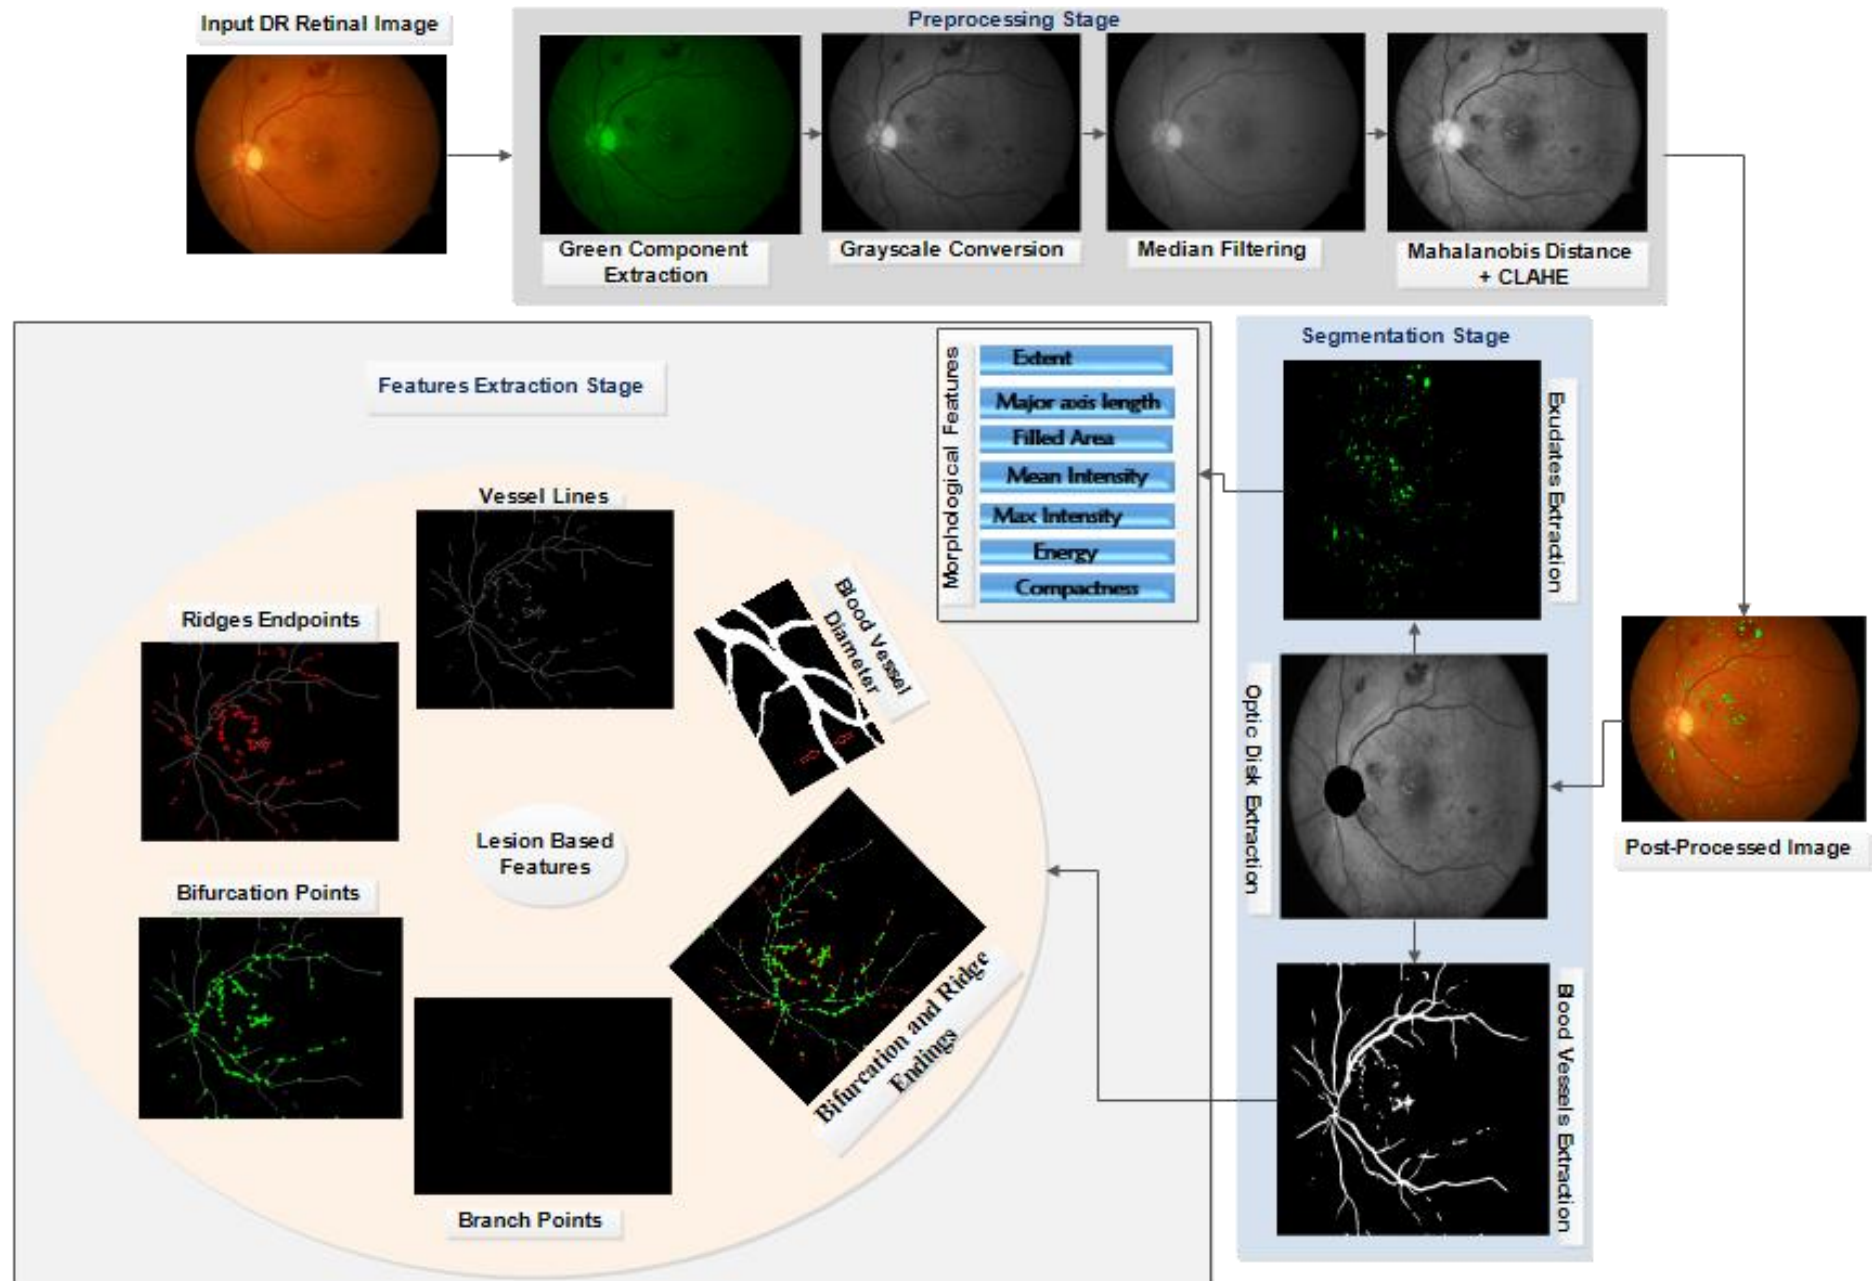 Input DR Retinal Image
Preprocessing Stage
Green Component
Extraction
Grayscale Conversion
Median Filtering
Mahalanobis Distance
+ CLAHE
Features Extraction Stage
Morphological Features
Extent
Major axis length
Filled Area
Mean Intensity
Max Intensity
Energy
Compactness
Segmentation Stage
Exudates Extraction
Optic Disk Extraction
Blood Vessels Extraction
Post-Processed Image
Vessel Lines
Blood Vessel
Diameter
Ridges Endpoints
Lesion Based
Features
Bifurcation Points
Bifurcation and Ridge
Endings
Branch Points